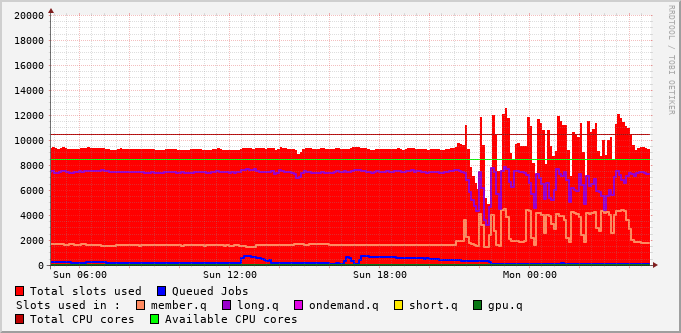 20000
18000
16000
14000
12000
10000
8000
6000
4000
2000
0
Sun 06:00 Sun 12:00 Sun 18:00 Mon 00:00
RRDTOOL / TOBI OETIKER
Total slots used Queued Jobs
Slots used in : member.q long.q ondemand.q short.q gpu.q
Total CPU cores Available CPU cores